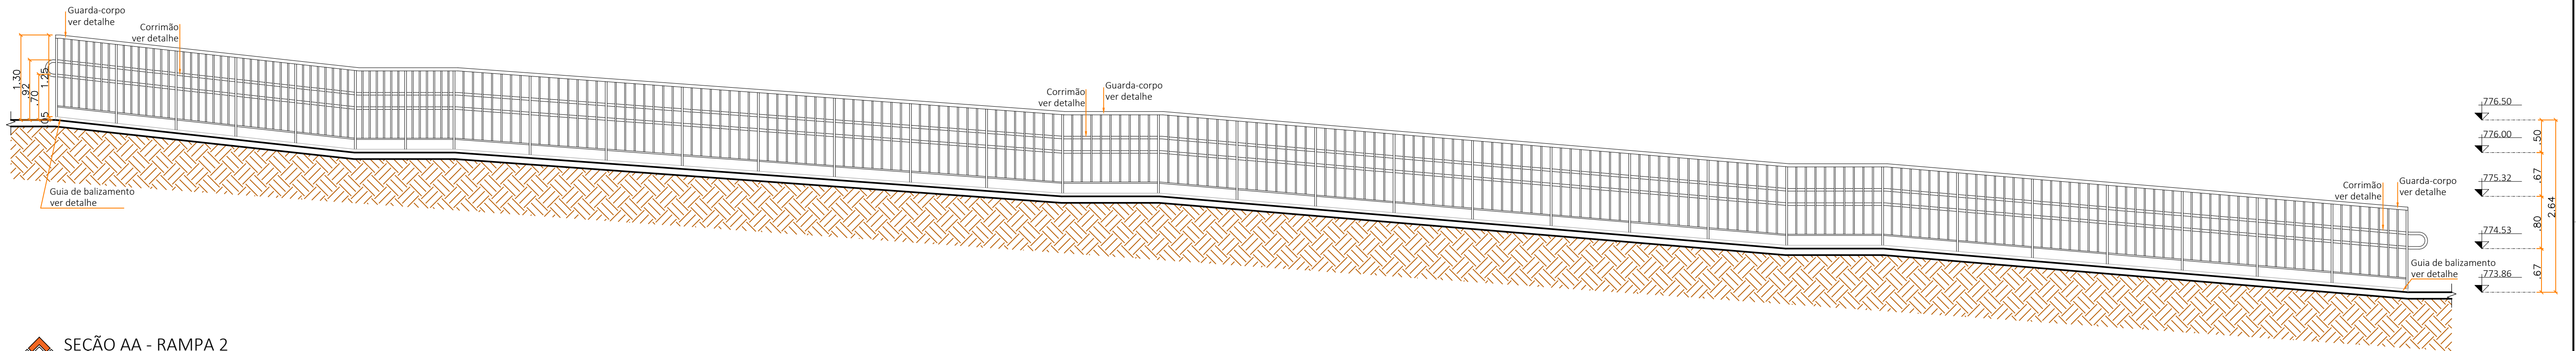 Guarda-corpo
ver detalhe
Corrimão
ver detalhe
1.30
.92
.70
1.25
.05
Guia de balizamento
ver detalhe
Corrimão
ver detalhe
Guarda-corpo
ver detalhe
Corrimão
ver detalhe
Guarda-corpo
ver detalhe
Guia de balizamento
ver detalhe
776.50
776.00
775.32
774.53
773.86
.50
.67
.80
.67
2.64
SEÇÃO AA - RAMPA 2